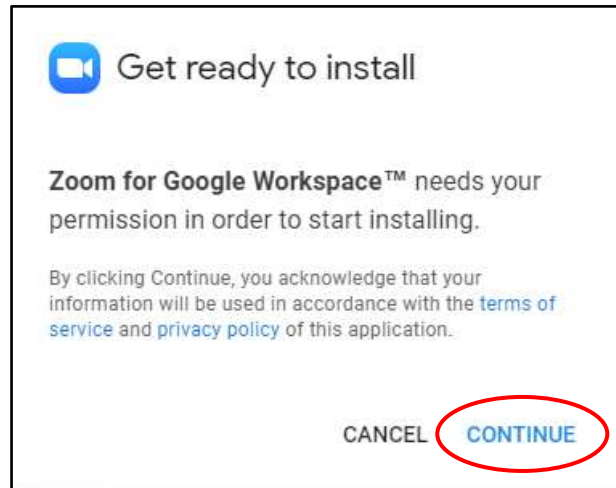 Get ready to install
Zoom for Google Workspace™ needs your
permission in order to start installing.
By clicking Continue, you acknowledge that your
information will be used in accordance with the terms of
service and privacy policy of this application.
CANCEL CONTINUE